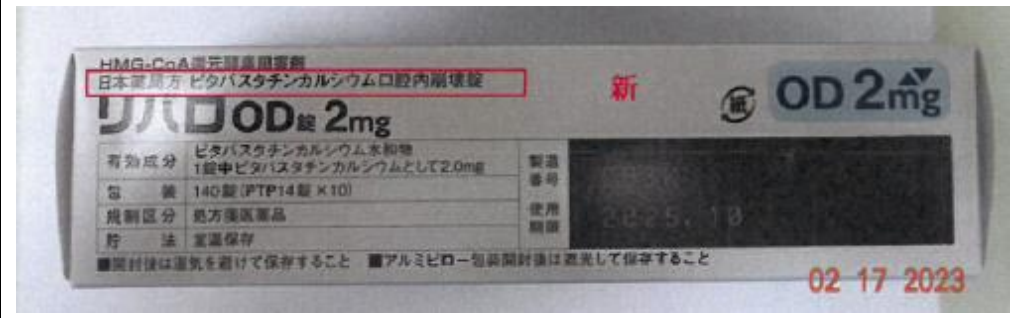 HMG-CoA還元酵素阻害剤
日本薬局方 ピタバスタチンカルシウム口腔内崩壊錠
新
リバロOD錠 2mg
紙
OD 2mg
有効成分 ピタバスタチンカルシウム水和物
1錠中ピタバスタチンカルシウムとして2.0mg
包 装 140錠(PTP14錠×10)
規制区分 処方箋医薬品
貯 法 室温保存
製造
番号
使用
期限
2025.10
■開封後は湿気を避けて保存すること ■アルミピロー包装開封後は遮光して保存すること
02 17 2023